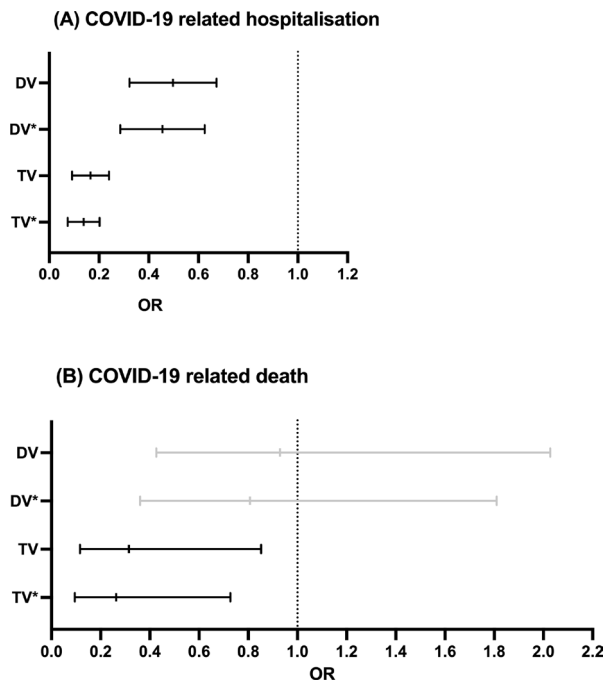 (A) COVID-19 related hospitalisation
DV
DV*
TV
TV*
0.0 0.2 0.4 0.6 0.8 1.0 1.2
OR
(B) COVID-19 related death
DV
DV*
TV
TV*
0.0 0.2 0.4 0.6 0.8 1.0 1.2 1.4 1.6 1.8 2.0 2.2
OR